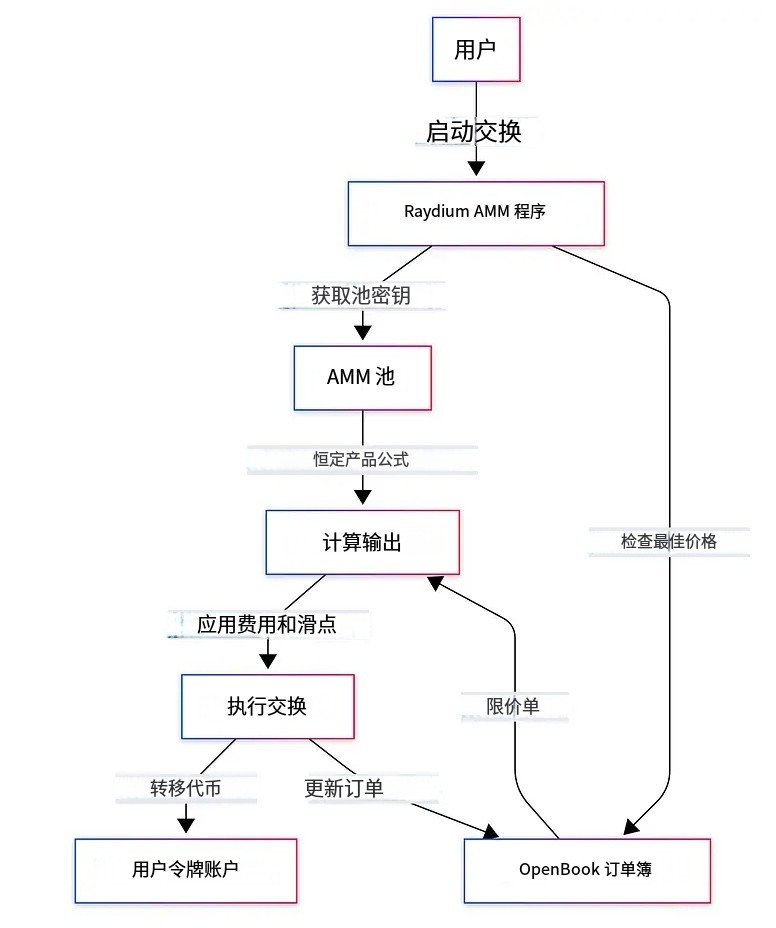 用户
启动交换
Raydium AMM 程序
获取池密钥
AMM 池
恒定产品公式
计算输出
检查最佳价格
应用费用和滑点
执行交换
限价单
转移代币
更新订单
用户令牌账户
OpenBook 订单簿